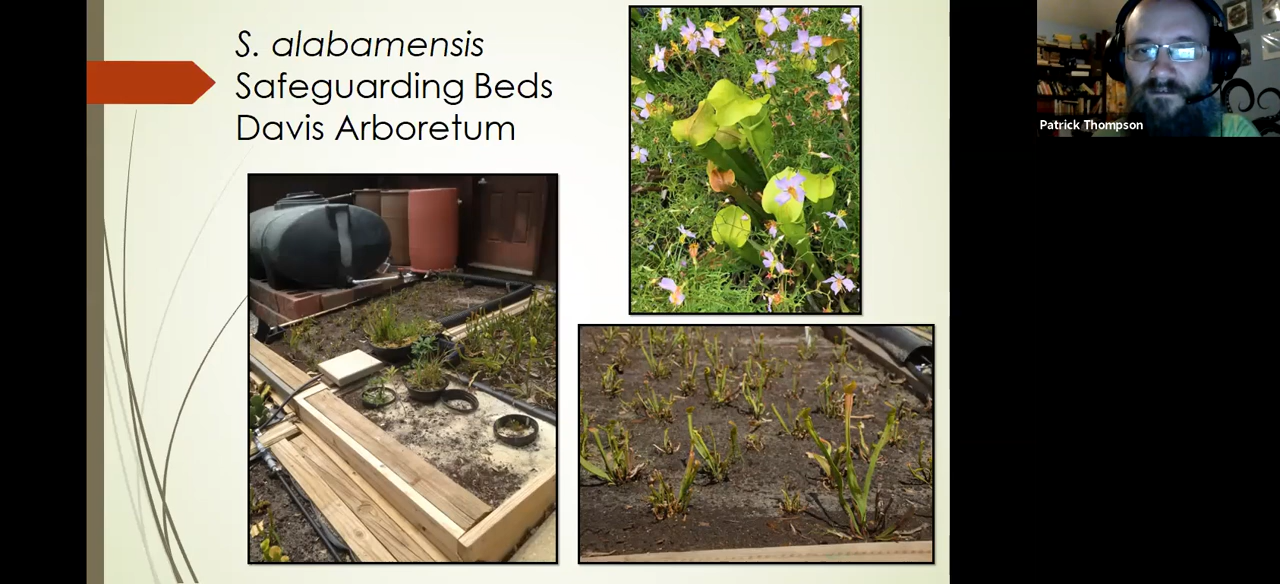 S. alabamensis
Safeguarding Beds
Davis Arboretum
Patrick Thompson